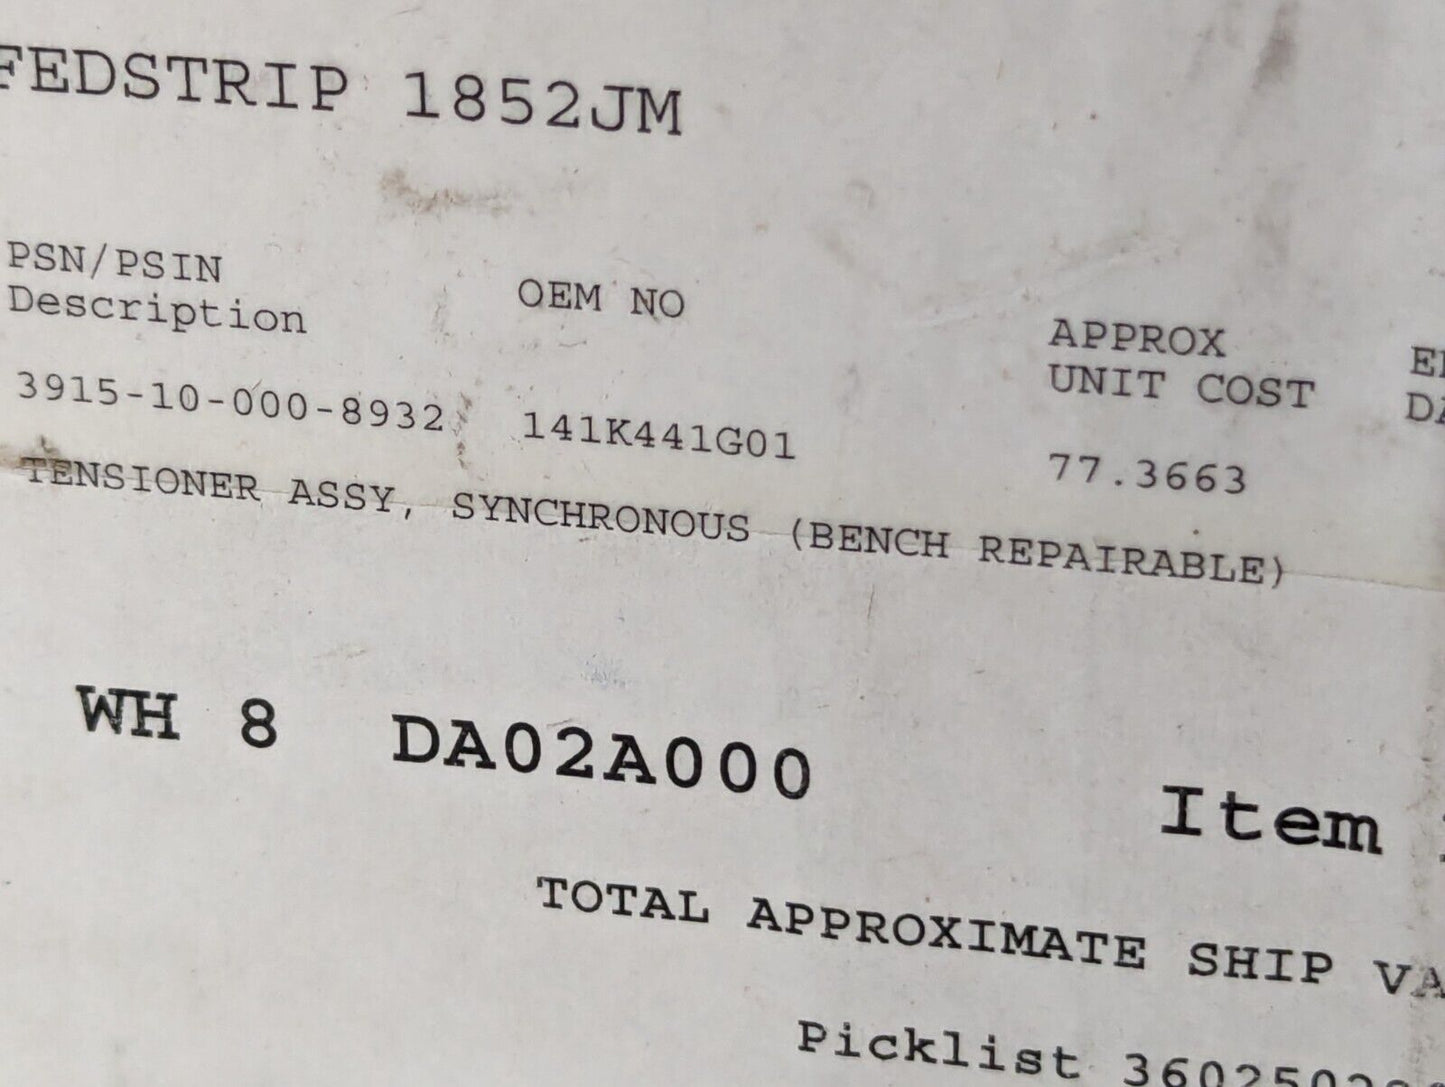 FEDSTRIP 1852JM
PSN/PSIN
Description
OEM NO
APPROX
UNIT COST
3915-10-000-8932 141K441G01 77.3663
TENSIONER ASSY, SYNCHRONOUS (BENCH REPAIRABLE)
WH 8 DA02A000 Item
TOTAL APPROXIMATE SHIP VA
Picklist